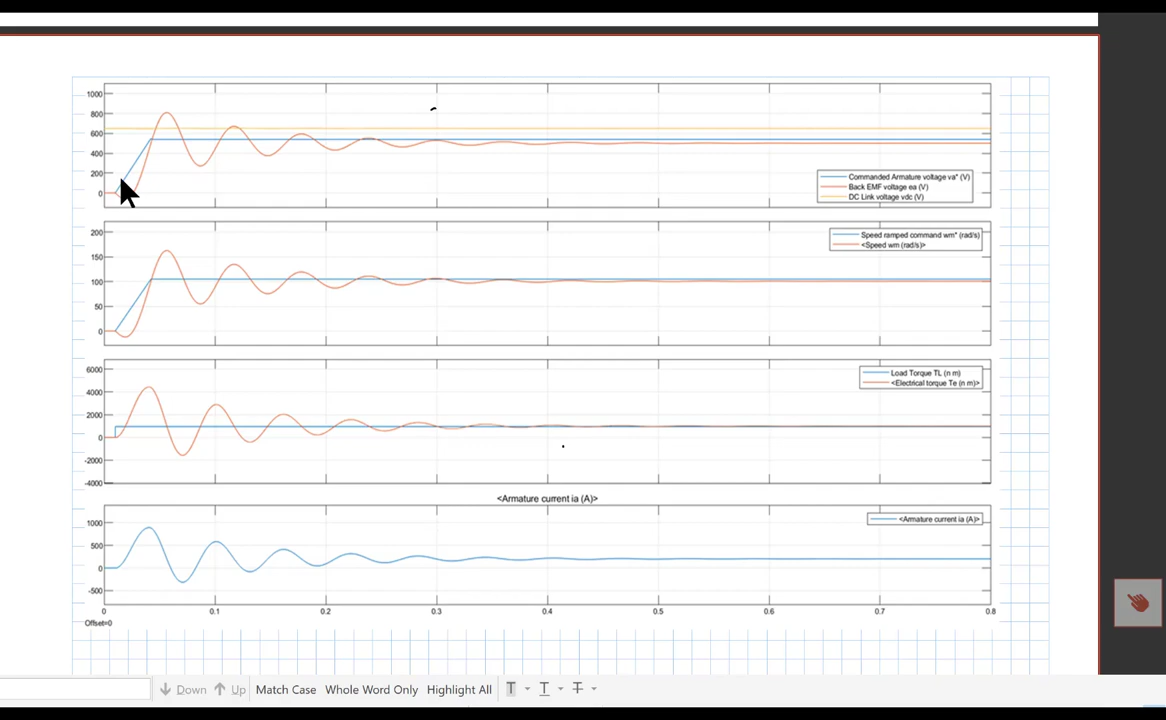 1000
800
600
400
200
0
Commanded Armature voltage va* (V)
Back EMF voltage ea (V)
DC Link voltage vdc (V)
200
150
100
50
0
Speed ramped command wm* (rad/s)
<Speed wm (rad/s)>
6000
4000
2000
0
-2000
-4000
Load Torque TL (n m)
<Electrical torque Te (n m)>
<Armature current ia (A)>
1000
500
0
-500
<Armature current ia (A)>
0 0.1 0.2 0.3 0.4 0.5 0.6 0.7 0.8
Offset=0
Down Up Match Case Whole Word Only Highlight All T T T